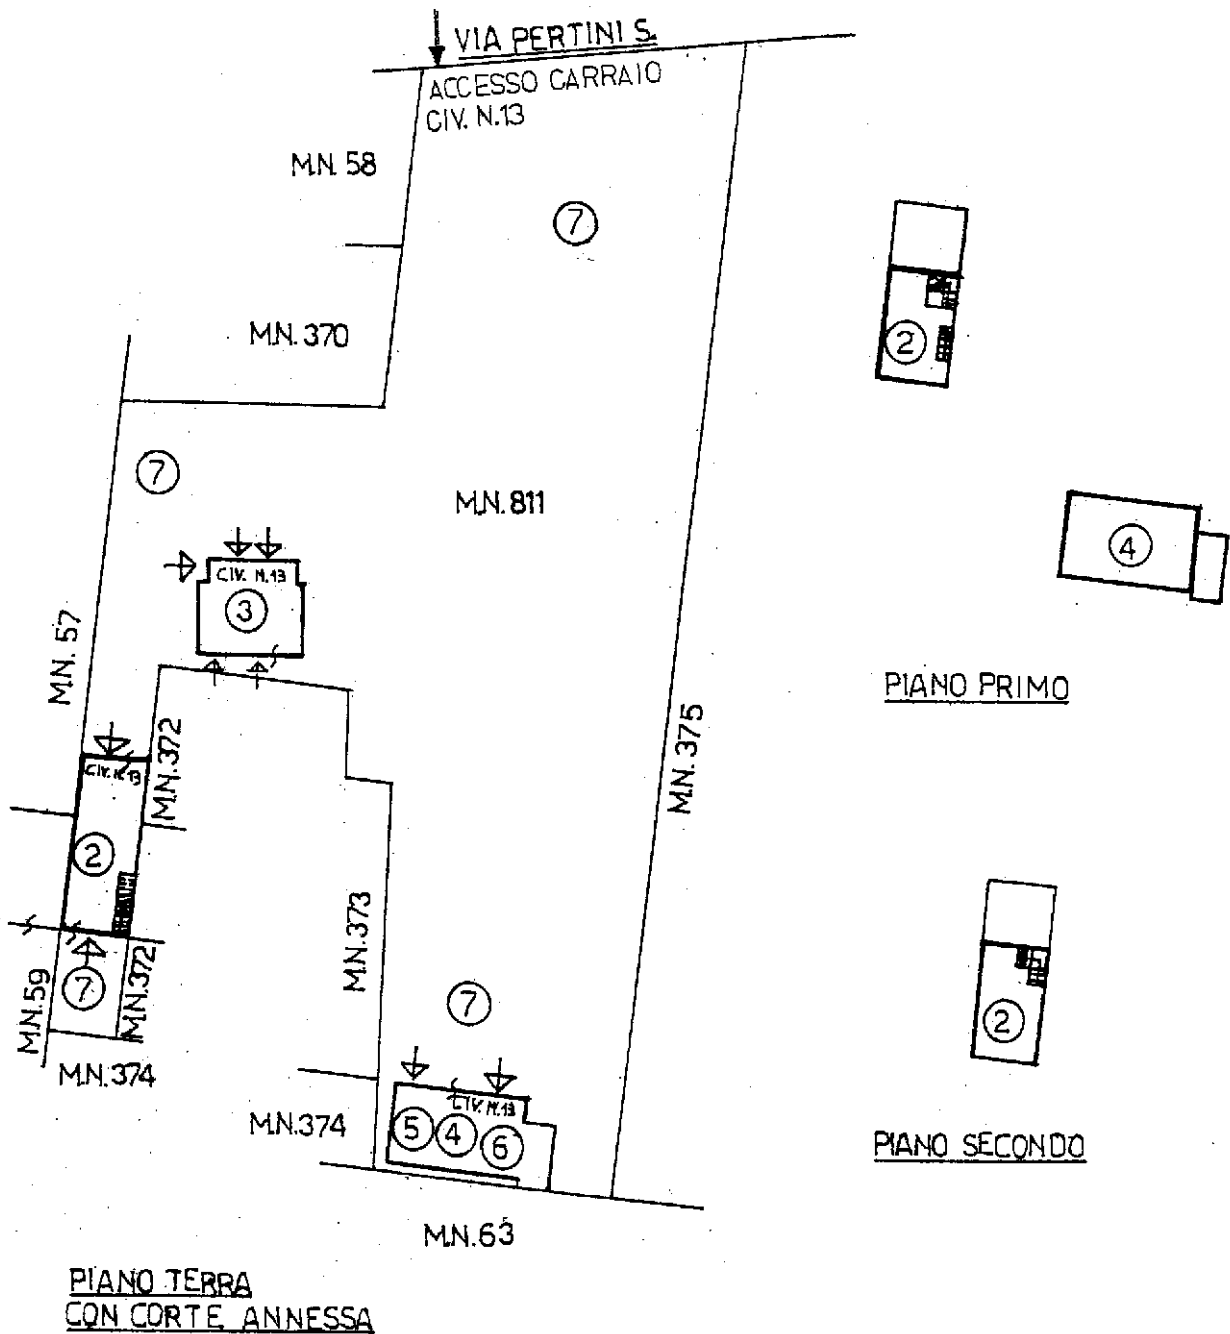 VIA PERTINI S.
ACCESSO CARRAIO
CIV. N.13
M.N. 58
7
M.N. 370
2
7
M.N. 811
4
CIV. N.13
3
M.N. 57
PIANO PRIMO
M.N. 372
M.N. 375
CIV. N.13
2
M.N. 373
7
M.N. 59
M.N. 372
7
2
M.N. 374
CIV. N.13
M.N. 374
5
4
6
PIANO SECONDO
M.N. 63
PIANO TERRA
CON CORTE ANNESSA